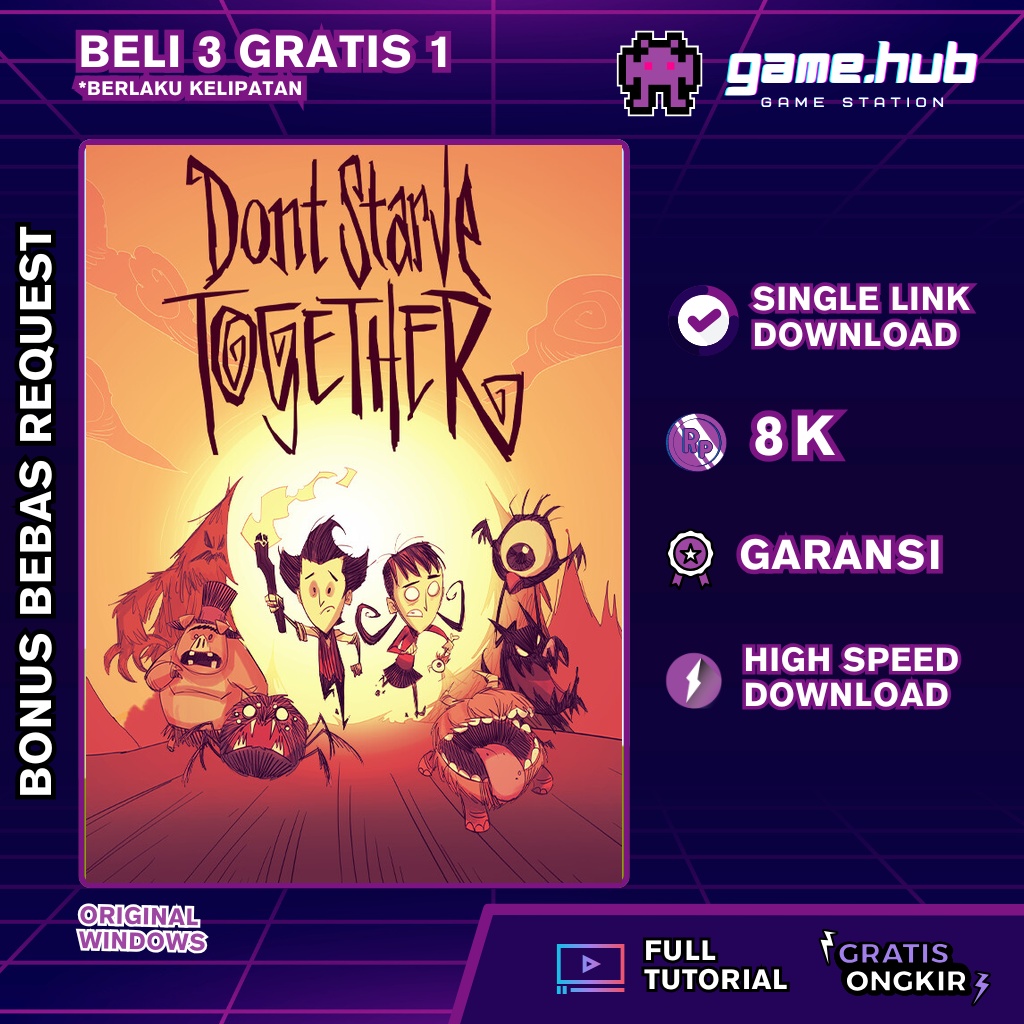 BELI 3 GRATIS 1
*BERLAKU KELIPATAN
game.hub
GAME STATION
BONUS BEBAS REQUEST
Dont Starve
TOGETHER
SINGLE LINK
DOWNLOAD
Rp
8K
GARANSI
HIGH SPEED
DOWNLOAD
ORIGINAL
WINDOWS
FULL
TUTORIAL
GRATIS
ONGKIR